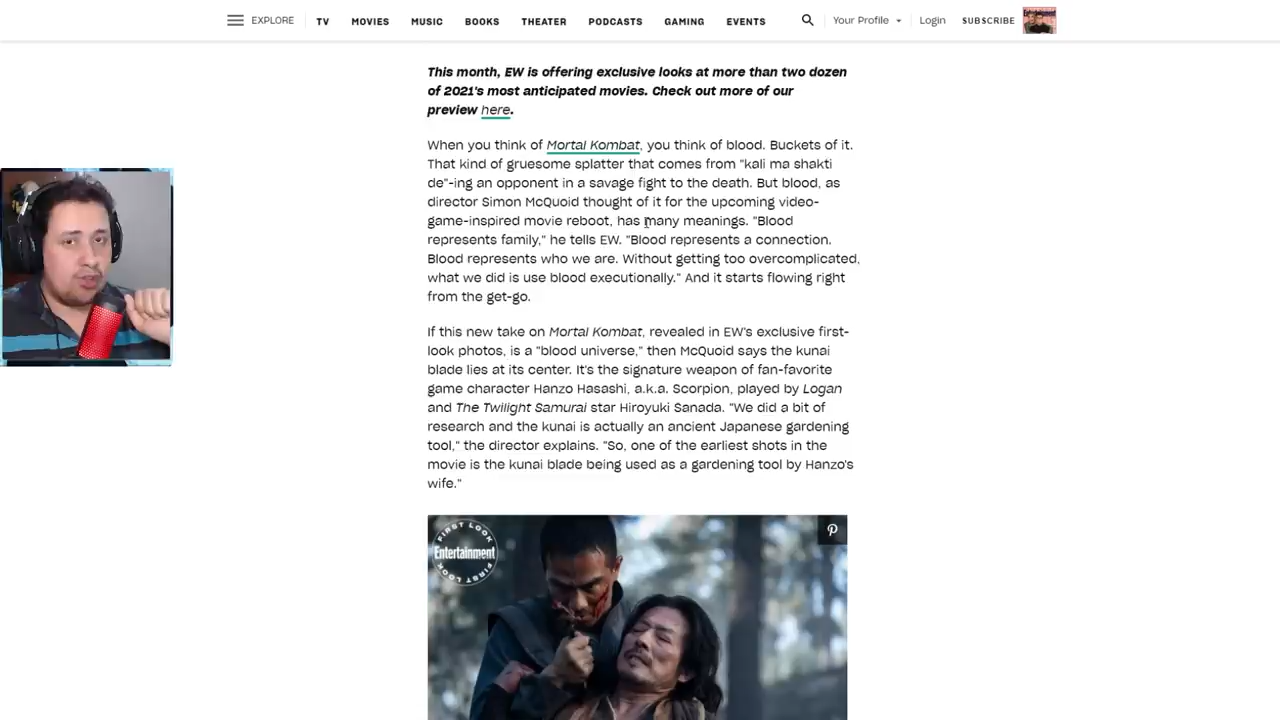 EXPLORE TV MOVIES MUSIC BOOKS THEATER PODCASTS GAMING EVENTS Your Profile Login SUBSCRIBE
This month, EW is offering exclusive looks at more than two dozen
of 2021's most anticipated movies. Check out more of our
preview here.
When you think of Mortal Kombat, you think of blood. Buckets of it.
That kind of gruesome splatter that comes from "kali ma shakti
de"-ing an opponent in a savage fight to the death. But blood, as
director Simon McQuoid thought of it for the upcoming video-
game-inspired movie reboot, has many meanings. "Blood
represents family," he tells EW. "Blood represents a connection.
Blood represents who we are. Without getting too overcomplicated,
what we did is use blood executionally." And it starts flowing right
from the get-go.
If this new take on Mortal Kombat, revealed in EW's exclusive first-
look photos, is a "blood universe," then McQuoid says the kunai
blade lies at its center. It's the signature weapon of fan-favorite
game character Hanzo Hasashi, a.k.a. Scorpion, played by Logan
and The Twilight Samurai star Hiroyuki Sanada. "We did a bit of
research and the kunai is actually an ancient Japanese gardening
tool," the director explains. "So, one of the earliest shots in the
movie is the kunai blade being used as a gardening tool by Hanzo's
wife."
FIRST LOOK
Entertainment
FIRST LOOK